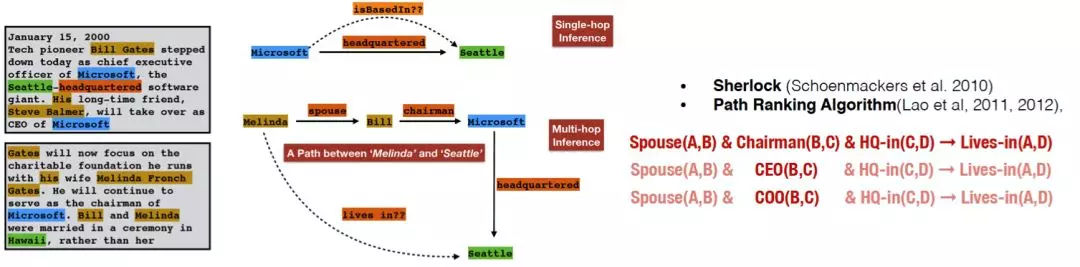 January 15, 2000
Tech pioneer Bill Gates stepped
down today as chief executive
officer of Microsoft, the
Seattle-headquartered software
giant. His long-time friend,
Steve Balmer, will take over as
CEO of Microsoft
Gates will now focus on the
charitable foundation he runs
with his wife Melinda French
Gates. He will continue to
serve as the chairman of
Microsoft. Bill and Melinda
were married in a ceremony in
Hawaii, rather than her
isBasedIn??
headquartered
Microsoft
Seattle
Single-hop
Inference
spouse
chairman
Melinda
Bill
Microsoft
Multi-hop
Inference
A Path between 'Melinda' and 'Seattle'
headquartered
lives in??
Seattle
• Sherlock (Schoenmackers et al. 2010)
• Path Ranking Algorithm(Lao et al, 2011, 2012),
Spouse(A,B) & Chairman(B,C) & HQ-in(C,D) → Lives-in(A,D)
Spouse(A,B) & CEO(B,C) & HQ-in(C,D) → Lives-in(A,D)
Spouse(A,B) & COO(B,C) & HQ-in(C,D) → Lives-in(A,D)